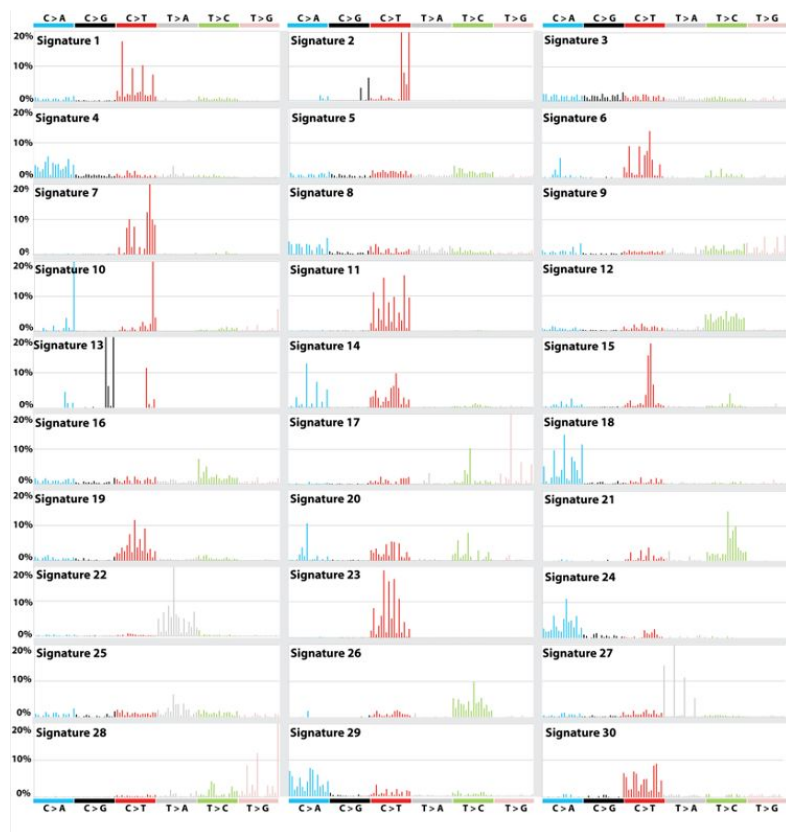 C > A C > G C > T T > A T > C T > G C > A C > G C > T T > A T > C T > G C > A C > G C > T T > A T > C T > G
20% Signature 1 Signature 2 Signature 3
10%
0%
20% Signature 4 Signature 5 Signature 6
10%
0%
20% Signature 7 Signature 8 Signature 9
10%
0%
20% Signature 10 Signature 11 Signature 12
10%
0%
20% Signature 13 Signature 14 Signature 15
10%
0%
20% Signature 16 Signature 17 Signature 18
10%
0%
20% Signature 19 Signature 20 Signature 21
10%
0%
20% Signature 22 Signature 23 Signature 24
10%
0%
20% Signature 25 Signature 26 Signature 27
10%
0%
20% Signature 28 Signature 29 Signature 30
10%
0%
C > A C > G C > T T > A T > C T > G C > A C > G C > T T > A T > C T > G C > A C > G C > T T > A T > C T > G